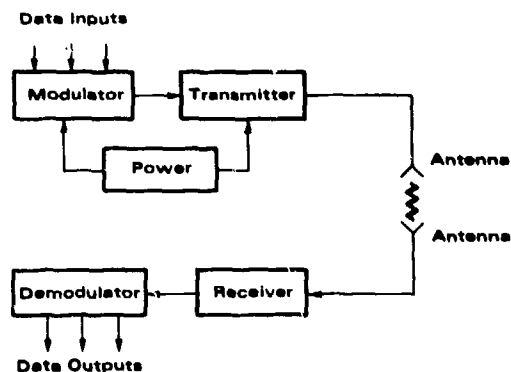 Data Inputs
Modulator
Transmitter
Power
Antenna
Antenna
Demodulator
Receiver
Data Outputs